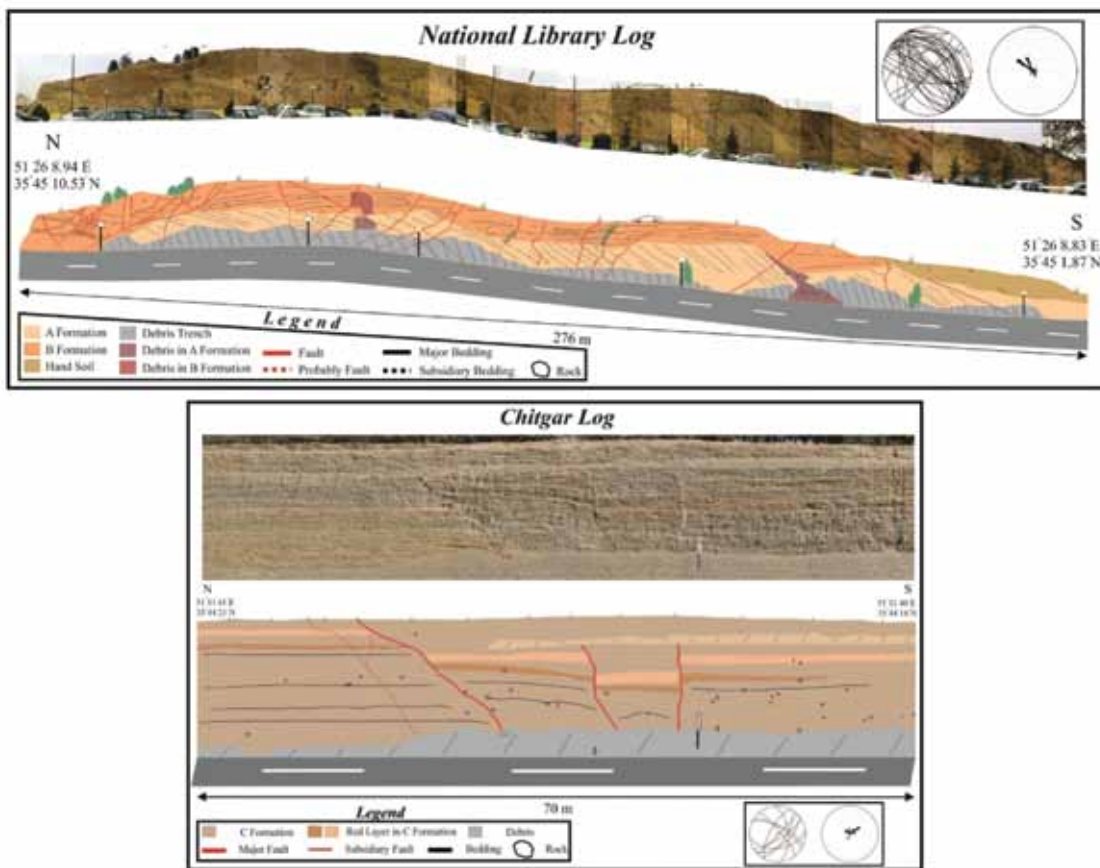 National Library Log
N
51 26 8.94 E
35 45 10.53 N
S
51 26 8.83 E
35 45 1.87 N
Legend
276 m
A Formation
Debris Trench
B Formation
Debris in A Formation
Fault
Major Bedding
Hand Soil
Debris in B Formation
Probably Fault
Subsidiary Bedding
Rock
Chitgar Log
N
S
70 m
Legend
C Formation
Red Layer in C Formation
Debris
Major Fault
Subsidiary Fault
Bedding
Rock